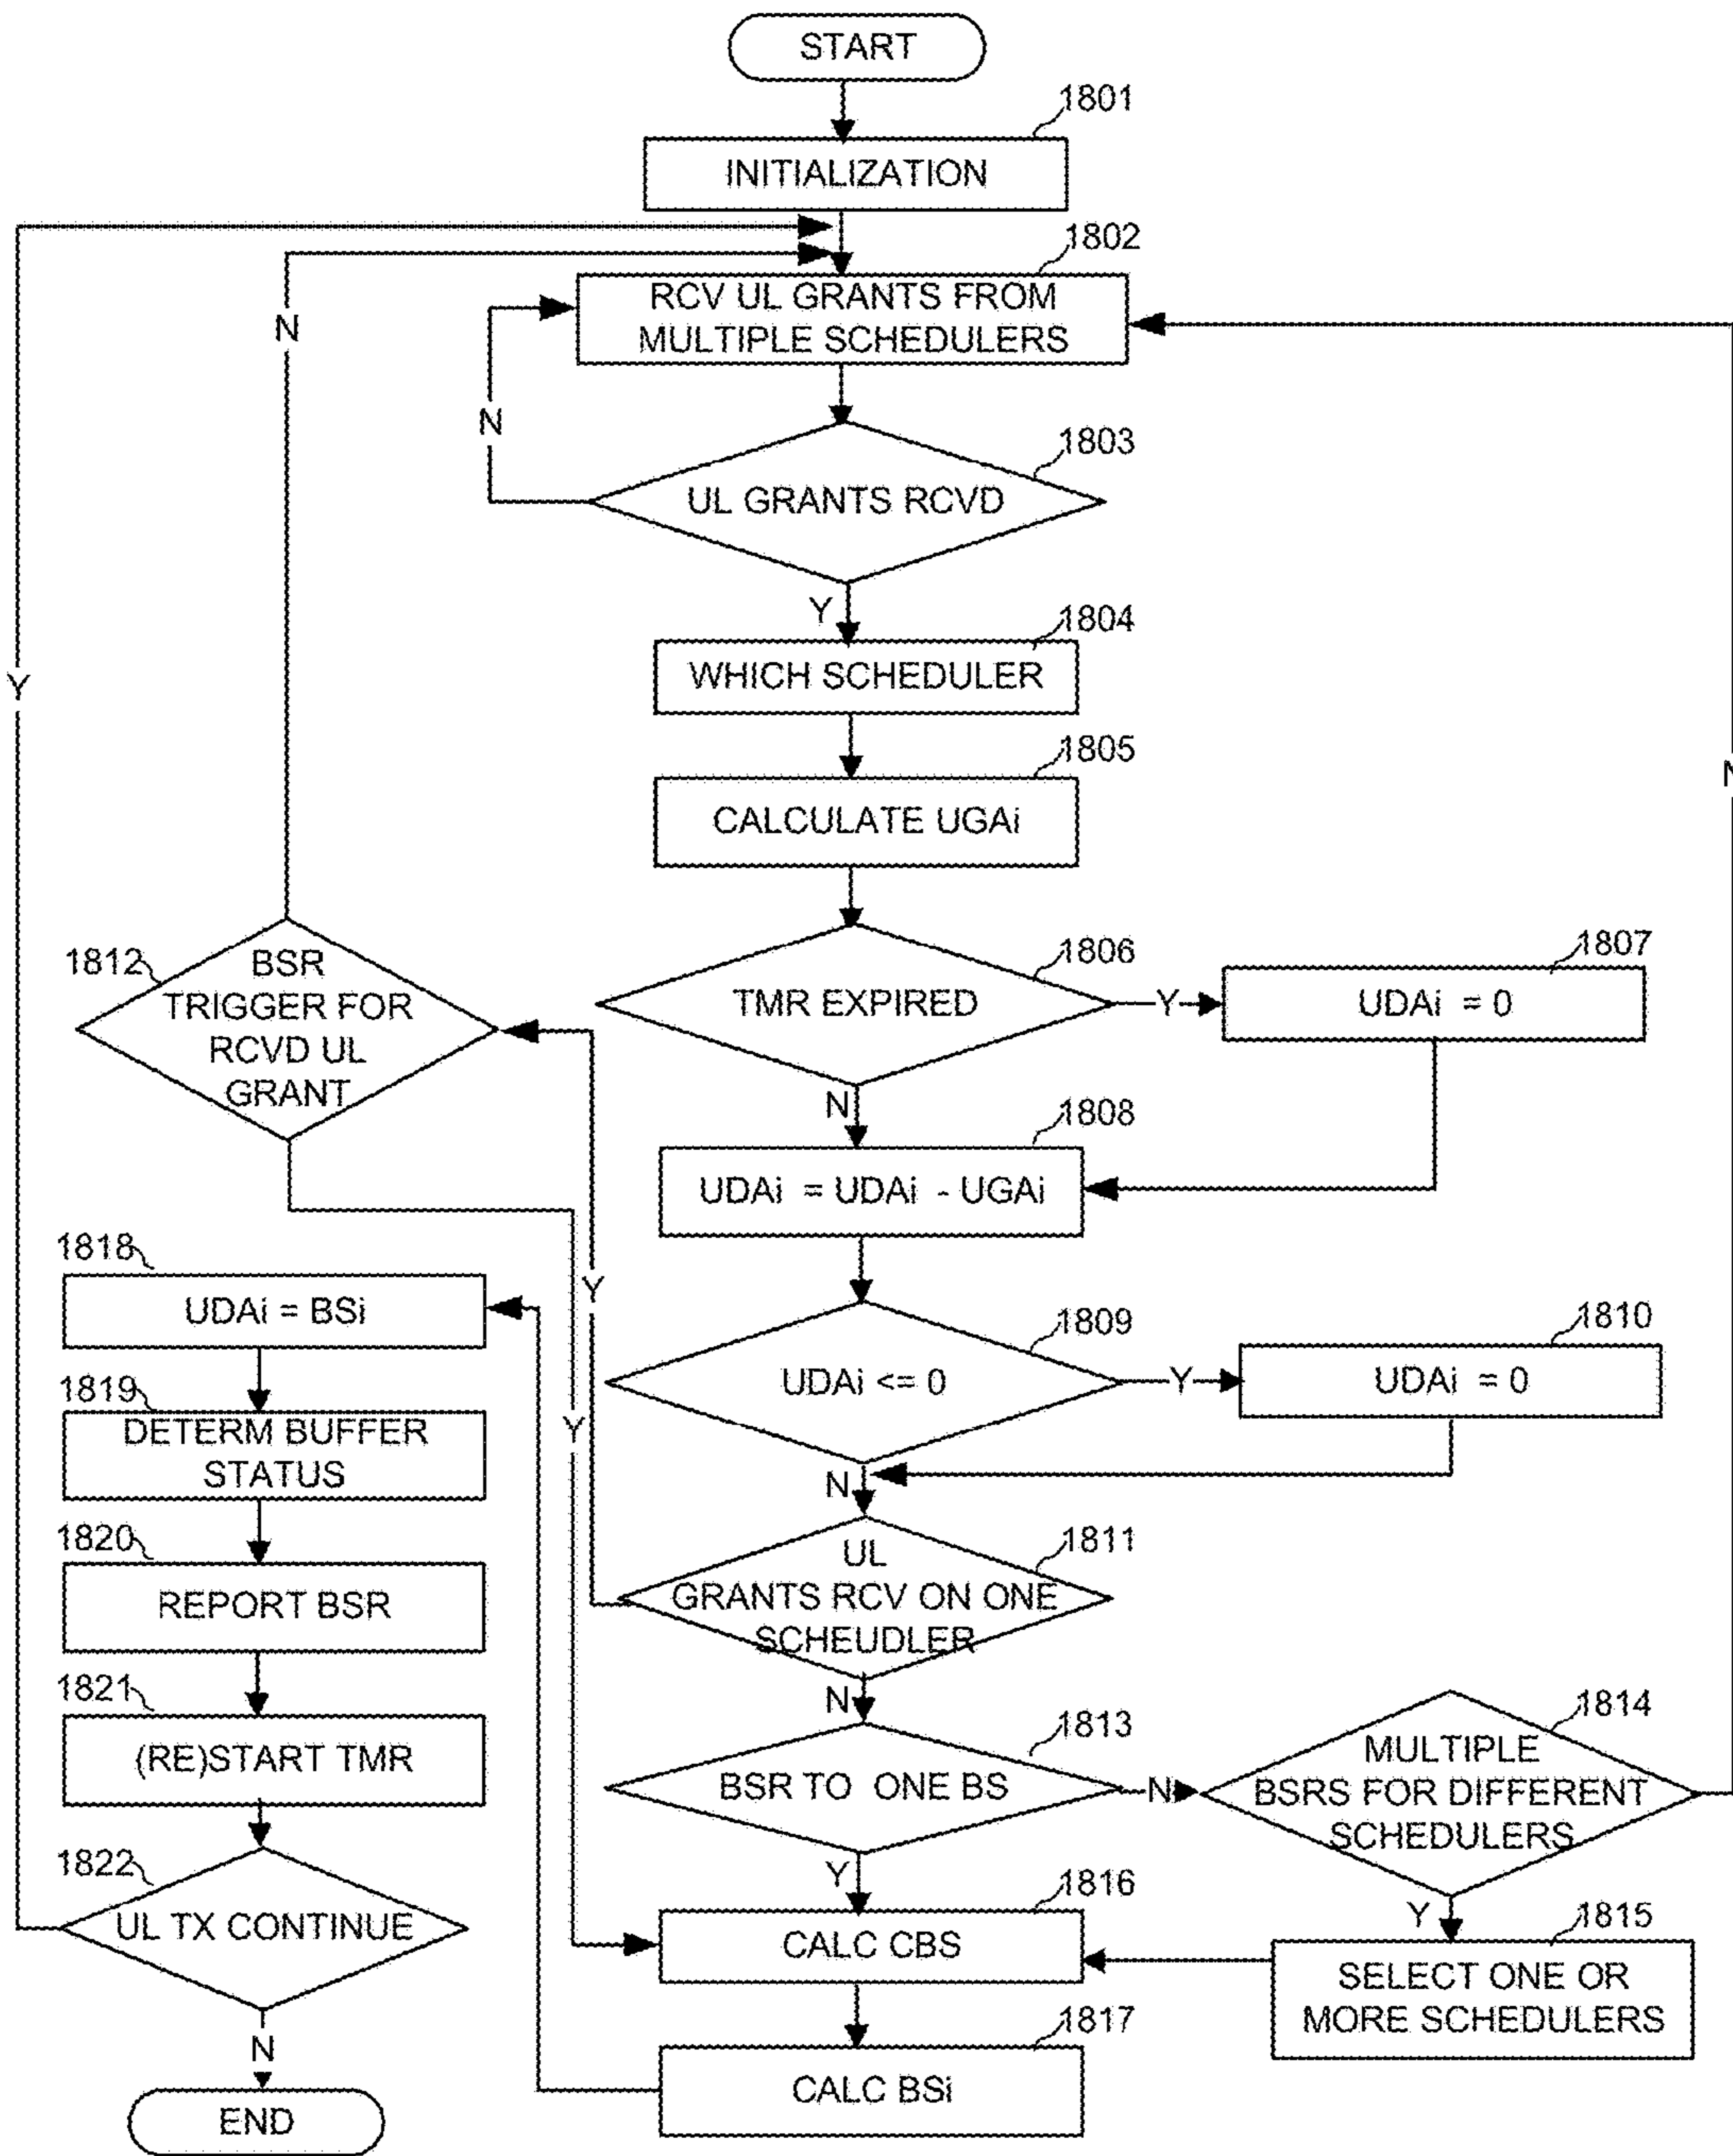 START
1801
INITIALIZATION
1802
RCV UL GRANTS FROM
MULTIPLE SCHEDULERS
N
N
1803
UL GRANTS RCVD
Y
1804
WHICH SCHEDULER
Y
1805
CALCULATE UGAi
N
1806
TMR EXPIRED
Y
1807
UDAi = 0
1812
BSR
TRIGGER FOR
RCVD UL
GRANT
N
1808
UDAi = UDAi - UGAi
1818
UDAi = BSi
Y
1809
UDAi <= 0
Y
1810
UDAi = 0
Y
1819
DETERM BUFFER
STATUS
N
1811
UL
GRANTS RCV ON ONE
SCHEUDLER
1820
REPORT BSR
N
1821
(RE)START TMR
1813
BSR TO ONE BS
N
1814
MULTIPLE
BSRS FOR DIFFERENT
SCHEDULERS
1822
UL TX CONTINUE
Y
1816
CALC CBS
Y
1815
SELECT ONE OR
MORE SCHEDULERS
1817
CALC BSi
N
END